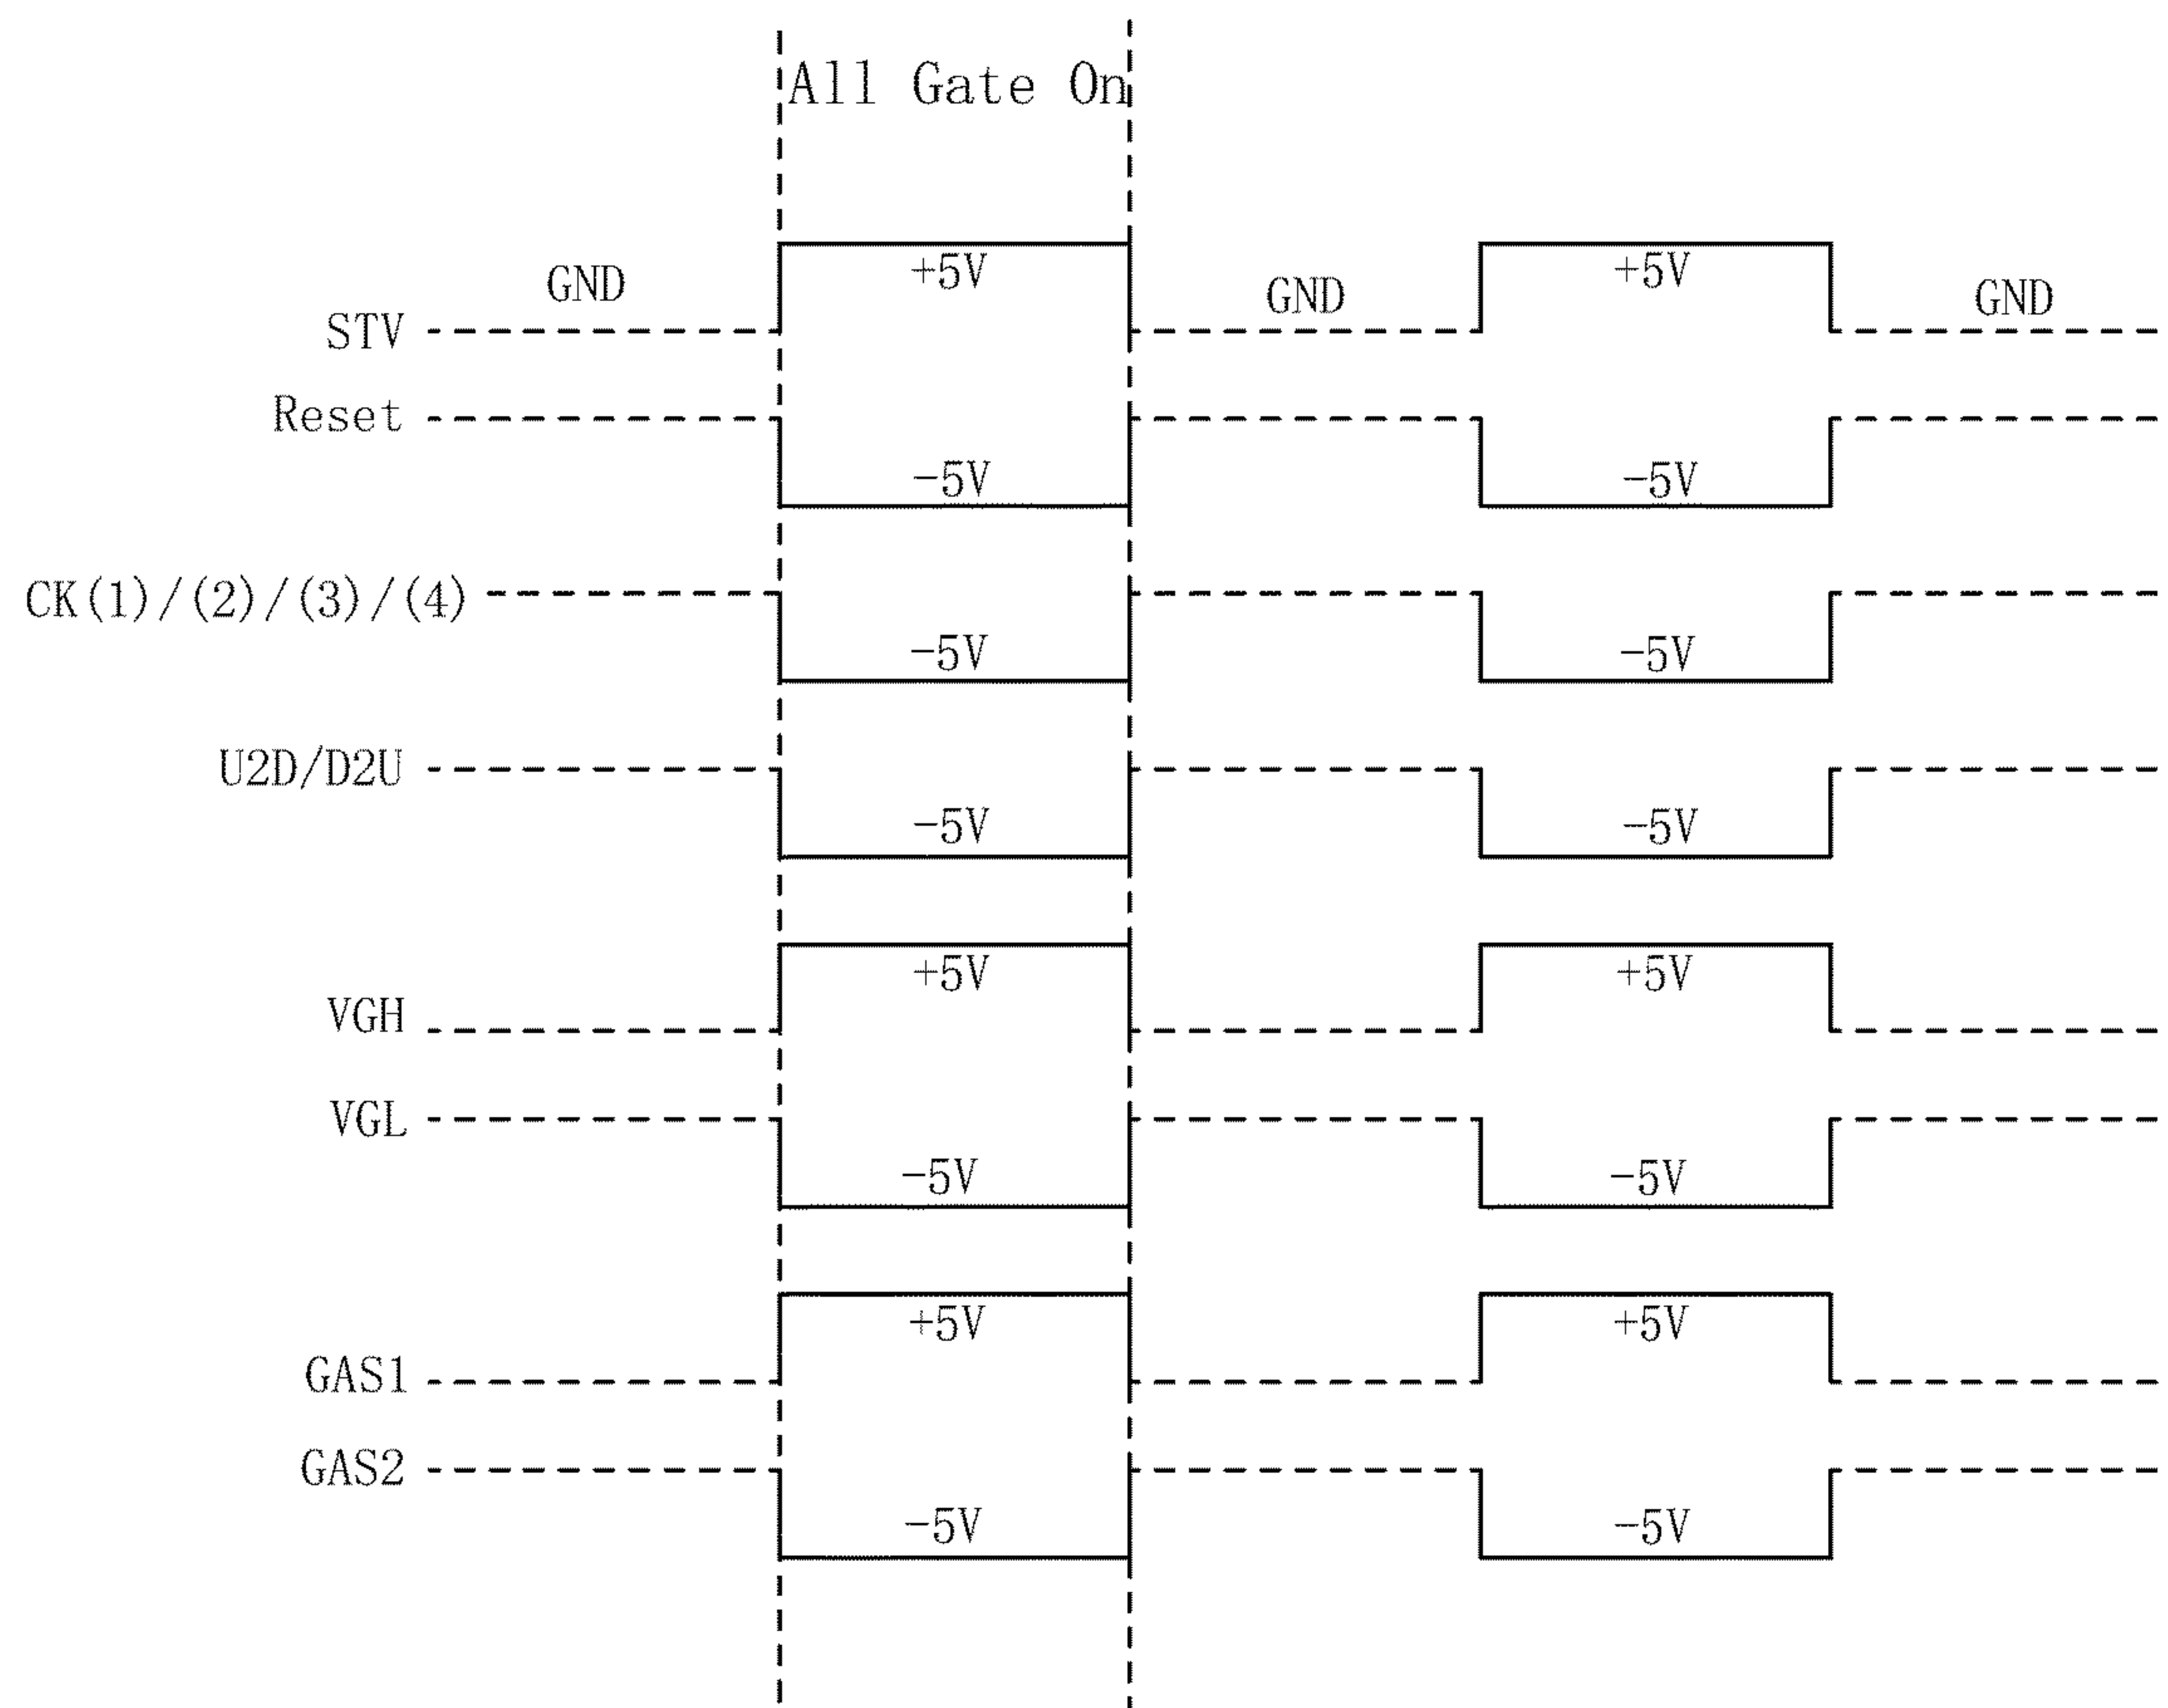 All Gate On
GND +5V GND +5V GND
STV
Reset
-5V -5V
CK(1)/(2)/(3)/(4)
-5V -5V
U2D/D2U
-5V -5V
+5V +5V
VGH
VGL
-5V -5V
+5V +5V
GAS1
GAS2
-5V -5V